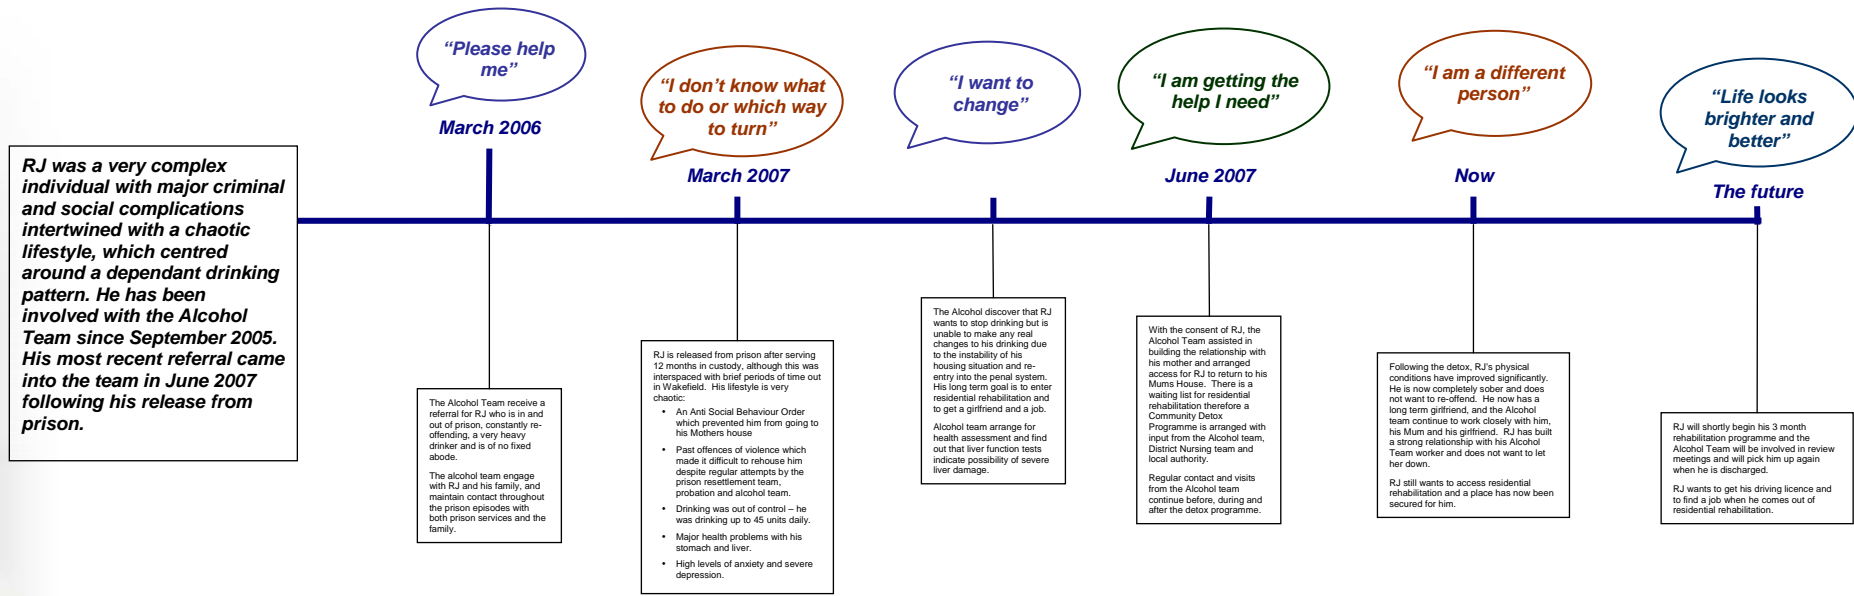 RJ was a very complex
individual with major criminal
and social complications
intertwined with a chaotic
lifestyle, which centred
around a dependant drinking
pattern. He has been
involved with the Alcohol
Team since September 2005.
His most recent referral came
into the team in June 2007
following his release from
prison.
“Please help
me”
March 2006
The Alcohol Team receive a
referral for RJ who is in and
out of prison, constantly re-
offending, a very heavy
drinker and is of no fixed
abode.
The alcohol team engage
with RJ and his family, and
maintain contact throughout
the prison episodes with
both prison services and the
family.
“I don’t know what
to do or which way
to turn”
March 2007
RJ is released from prison after serving
12 months in custody, although this was
interspaced with brief periods of time out
in Wakefield.  His lifestyle is very
chaotic:
• An Anti Social Behaviour Order
which prevented him from going to
his Mothers house
• Past offences of violence which
made it difficult to rehouse him
despite regular attempts by the
prison resettlement team,
probation and alcohol team.
• Drinking was out of control – he
was drinking up to 45 units daily.
• Major health problems with his
stomach and liver.
• High levels of anxiety and severe
depression.
“I want to
change”
The Alcohol discover that RJ
wants to stop drinking but is
unable to make any real
changes to his drinking due
to the instability of his
housing situation and re-
entry into the penal system.
His long term goal is to enter
residential rehabilitation and
to get a girlfriend and a job.
Alcohol team arrange for
health assessment and find
out that liver function tests
indicate possibility of severe
liver damage.
“I am getting the
help I need”
June 2007
With the consent of RJ, the
Alcohol Team assisted in
building the relationship with
his mother and arranged
access for RJ to return to his
Mums House.  There is a
waiting list for residential
rehabilitation therefore a
Community Detox
Programme is arranged with
input from the Alcohol team,
District Nursing team and
local authority.
Regular contact and visits
from the Alcohol team
continue before, during and
after the detox programme.
“I am a different
person”
Now
Following the detox, RJ's physical
conditions have improved significantly.
He is now completely sober and does
not want to re-offend.  He now has a
long term girlfriend, and the Alcohol
team continue to work closely with him,
his Mum and his girlfriend.  RJ has built
a strong relationship with his Alcohol
Team worker and does not want to let
her down.
RJ still wants to access residential
rehabilitation and a place has now been
secured for him.
“Life looks
brighter and
better”
The future
RJ will shortly begin his 3 month
rehabilitation programme and the
Alcohol Team will be involved in review
meetings and will pick him up again
when he is discharged.
RJ wants to get his driving licence and
to find a job when he comes out of
residential rehabilitation.